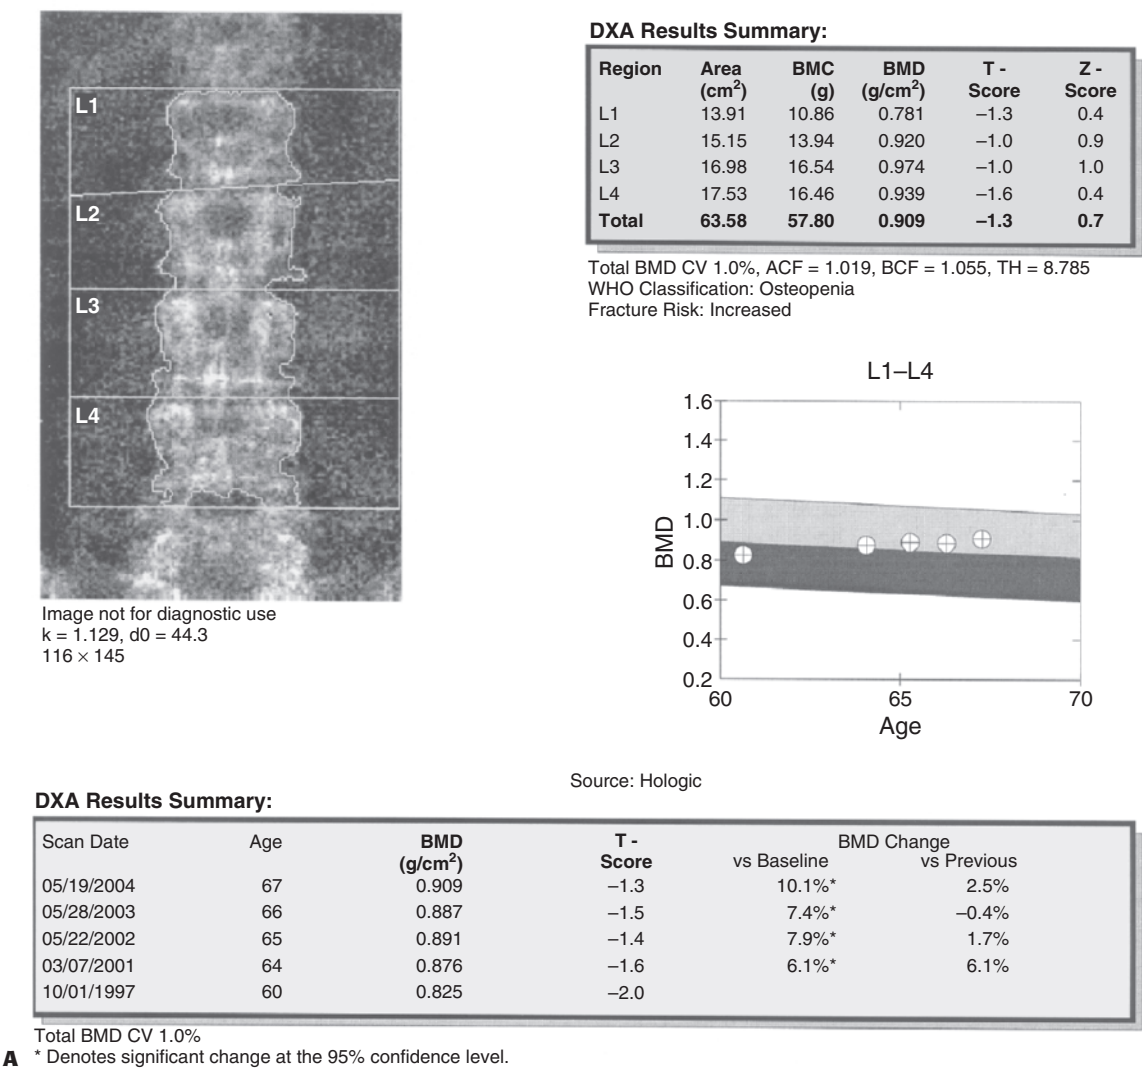 L1
L2
L3
L4
Image not for diagnostic use
k = 1.129, d0 = 44.3
116 × 145
DXA Results Summary:
Region Area (cm²) BMC (g) BMD (g/cm²) T - Score Z - Score
L1 13.91 10.86 0.781 –1.3 0.4
L2 15.15 13.94 0.920 –1.0 0.9
L3 16.98 16.54 0.974 –1.0 1.0
L4 17.53 16.46 0.939 –1.6 0.4
Total 63.58 57.80 0.909 –1.3 0.7
Total BMD CV 1.0%, ACF = 1.019, BCF = 1.055, TH = 8.785
WHO Classification: Osteopenia
Fracture Risk: Increased
L1–L4
1.6
1.4
1.2
1.0
0.8
0.6
0.4
0.2
BMD
60 65 70
Age
Source: Hologic
DXA Results Summary:
Scan Date Age BMD (g/cm²) T - Score BMD Change
vs Baseline vs Previous
05/19/2004 67 0.909 –1.3 10.1%* 2.5%
05/28/2003 66 0.887 –1.5 7.4%* –0.4%
05/22/2002 65 0.891 –1.4 7.9%* 1.7%
03/07/2001 64 0.876 –1.6 6.1%* 6.1%
10/01/1997 60 0.825 –2.0
Total BMD CV 1.0%
A * Denotes significant change at the 95% confidence level.